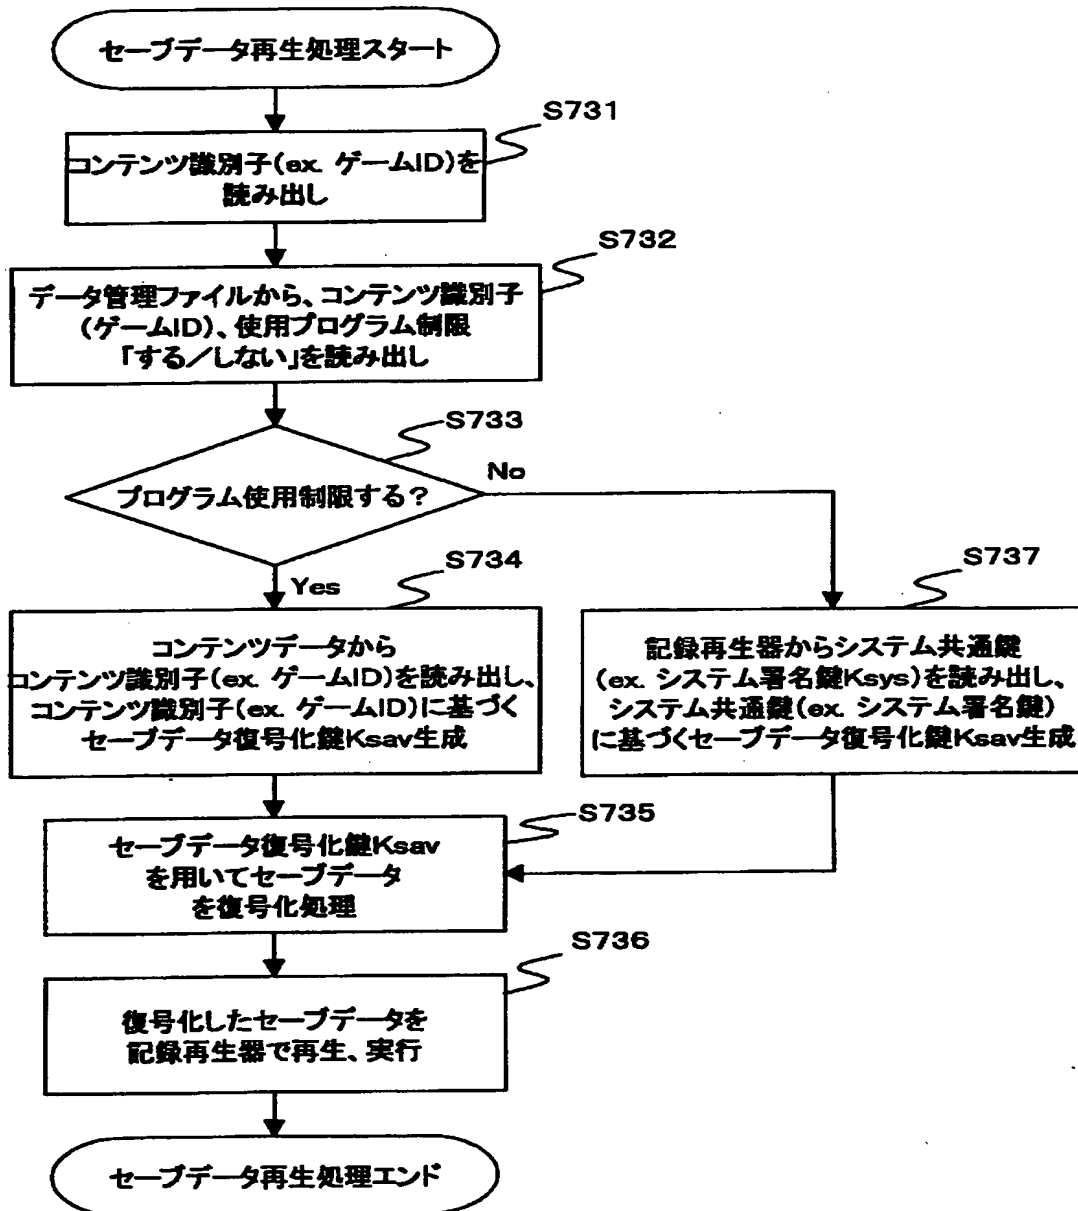 セーブデータ再生処理スタート
S731
コンテンツ識別子(ex. ゲームID)を
読み出し
S732
データ管理ファイルから、コンテンツ識別子
(ゲームID)、使用プログラム制限
「する/しない」を読み出し
S733
プログラム使用制限する?
No
Yes
S734
コンテンツデータから
コンテンツ識別子(ex. ゲームID)を読み出し、
コンテンツ識別子(ex. ゲームID)に基づく
セーブデータ復号化鍵Ksav生成
S737
記録再生器からシステム共通鍵
(ex. システム署名鍵Ksys)を読み出し、
システム共通鍵(ex. システム署名鍵)
に基づくセーブデータ復号化鍵Ksav生成
S735
セーブデータ復号化鍵Ksav
を用いてセーブデータ
を復号化処理
S736
復号化したセーブデータを
記録再生器で再生、実行
セーブデータ再生処理エンド